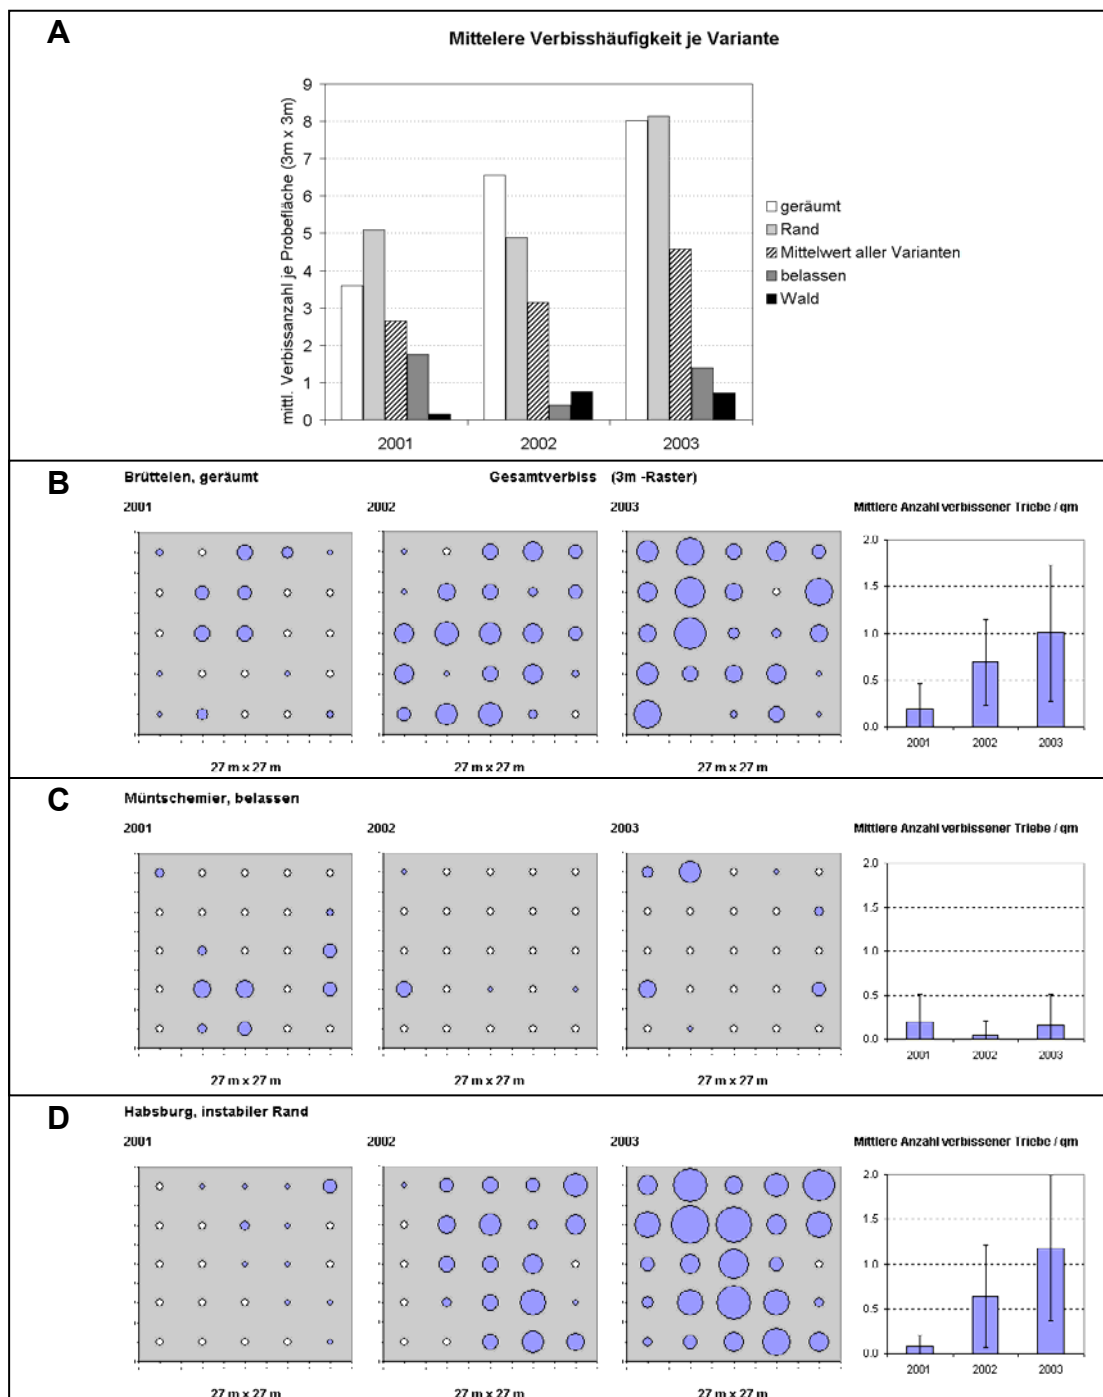 A
Mittelere Verbisshäufigkeit je Variante
mittl. Verbissanzahl je Probefläche (3m x 3m)
9
8
7
6
5
4
3
2
1
0
2001
2002
2003
geräumt
Rand
Mittelwert aller Varianten
belassen
Wald
B
Brüttelen, geräumt
Gesamtverbiss (3m -Raster)
2001
2002
2003
Mittlere Anzahl verbissener Triebe / qm
2.0
1.5
1.0
0.5
0.0
2001
2002
2003
27 m x 27 m
27 m x 27 m
27 m x 27 m
C
Müntschemier, belassen
2001
2002
2003
Mittlere Anzahl verbissener Triebe / qm
2.0
1.5
1.0
0.5
0.0
2001
2002
2003
27 m x 27 m
27 m x 27 m
27 m x 27 m
D
Habsburg, instabiler Rand
2001
2002
2003
Mittlere Anzahl verbissener Triebe / qm
2.0
1.5
1.0
0.5
0.0
2001
2002
2003
27 m x 27 m
27 m x 27 m
27 m x 27 m